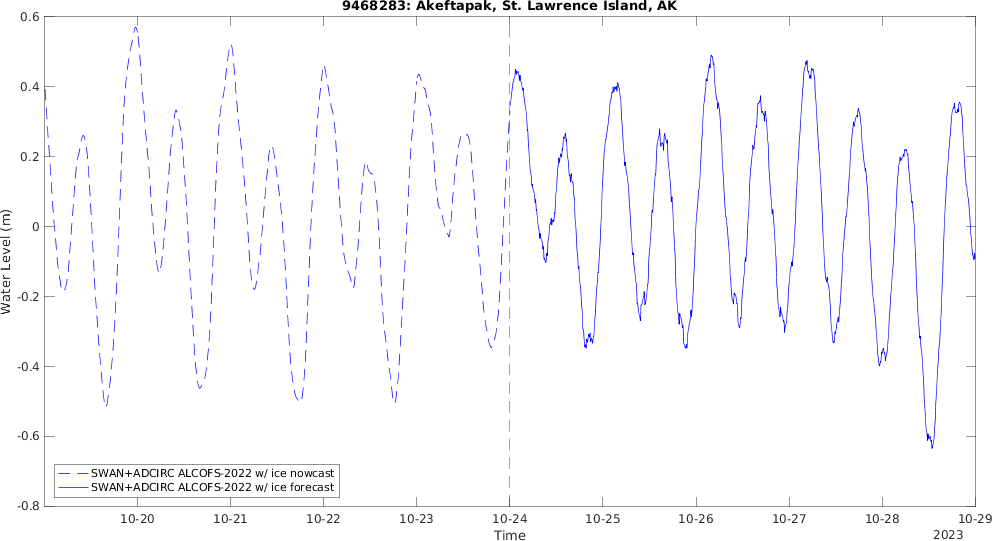 9468283: Akeftapak, St. Lawrence Island, AK
0.6
0.4
0.2
0
-0.2
-0.4
-0.6
-0.8
Water Level (m)
SWAN+ADCIRC ALCOFS-2022 w/ ice nowcast
SWAN+ADCIRC ALCOFS-2022 w/ ice forecast
10-20 10-21 10-22 10-23 10-24 10-25 10-26 10-27 10-28 10-29
Time
2023